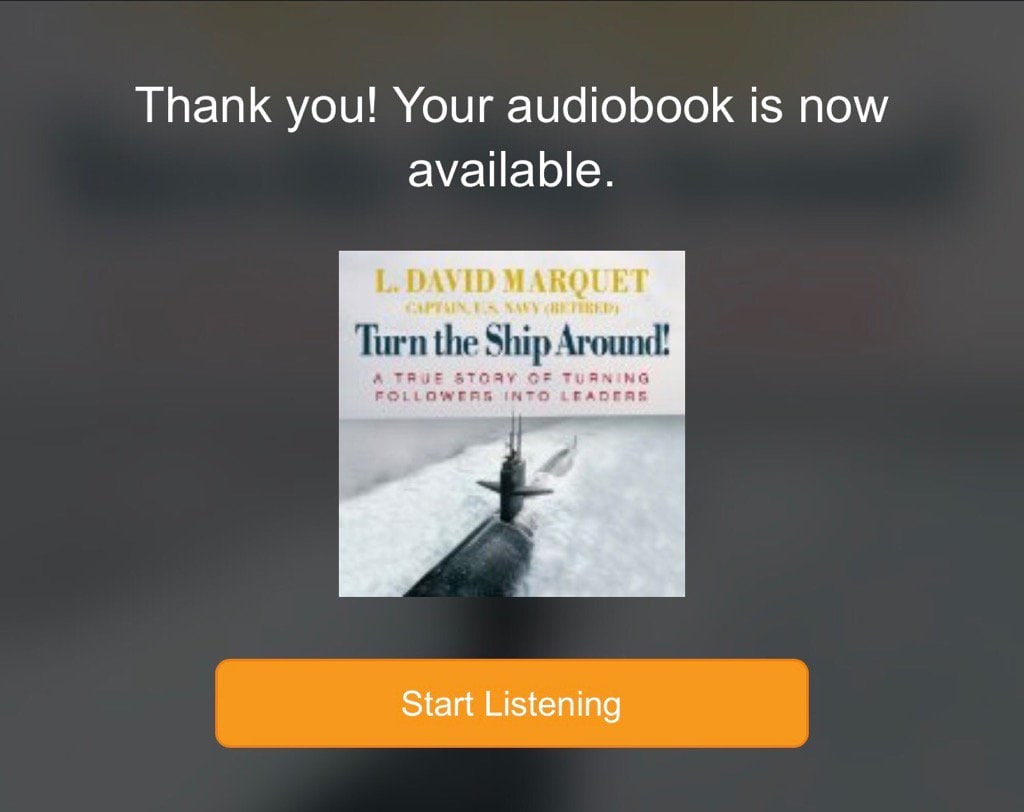 Thank you! Your audiobook is now
available.
L. DAVID MARQUET
CAPTAIN, U.S. NAVY (RETIRED)
Turn the Ship Around!
A TRUE STORY OF TURNING
FOLLOWERS INTO LEADERS
Start Listening